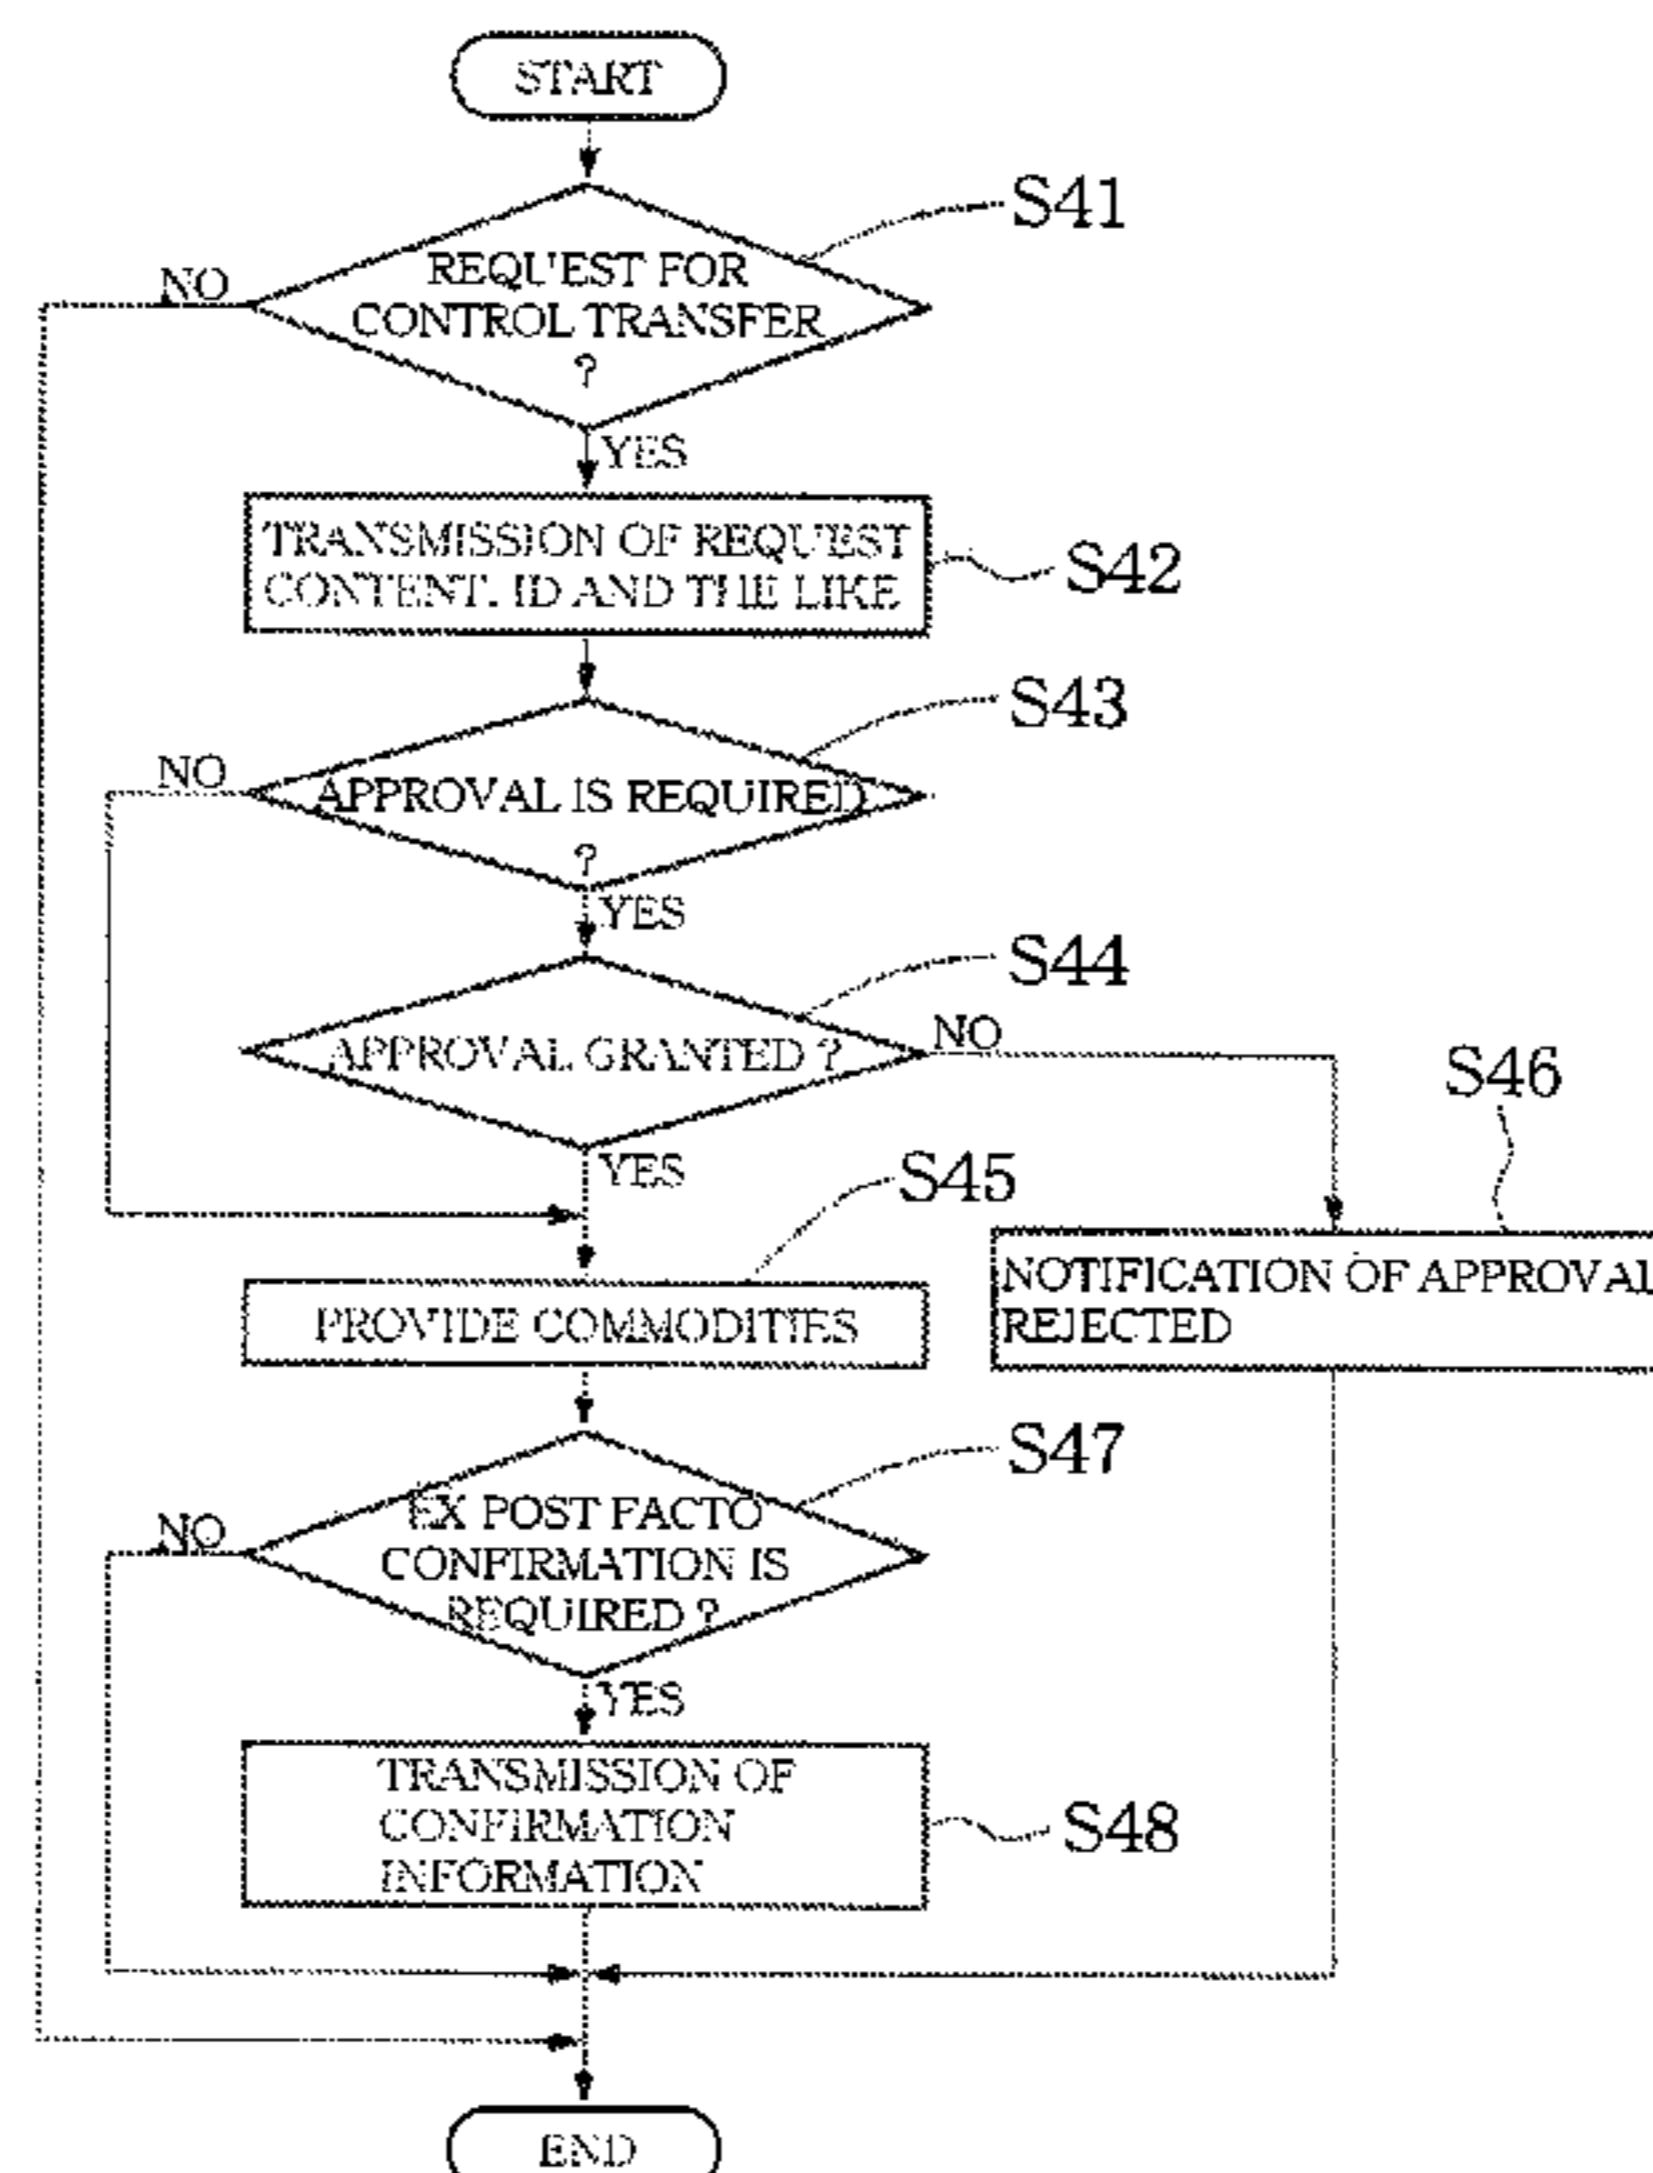 START
S41
NO
REQUEST FOR
CONTROL TRANSFER
?
YES
TRANSMISSION OF REQUEST
CONTENT. ID AND THE LIKE
S42
S43
NO
APPROVAL IS REQUIRED
?
YES
S44
APPROVAL GRANTED ?
NO
S46
YES
S45
NOTIFICATION OF APPROVAL
REJECTED
PROVIDE COMMODITIES
S47
NO
EX POST FACTO
CONFIRMATION IS
REQUIRED ?
YES
TRANSMISSION OF
CONFIRMATION
INFORMATION
S48
END